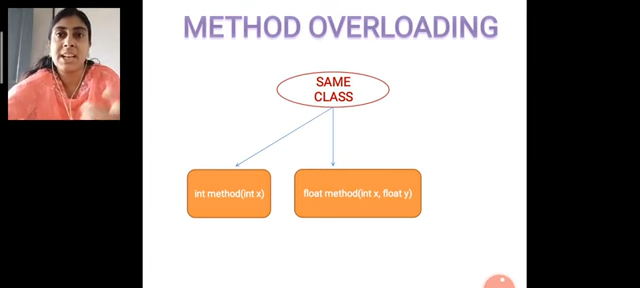 METHOD OVERLOADING
SAME
CLASS
int method(int x)
float method(int x, float y)